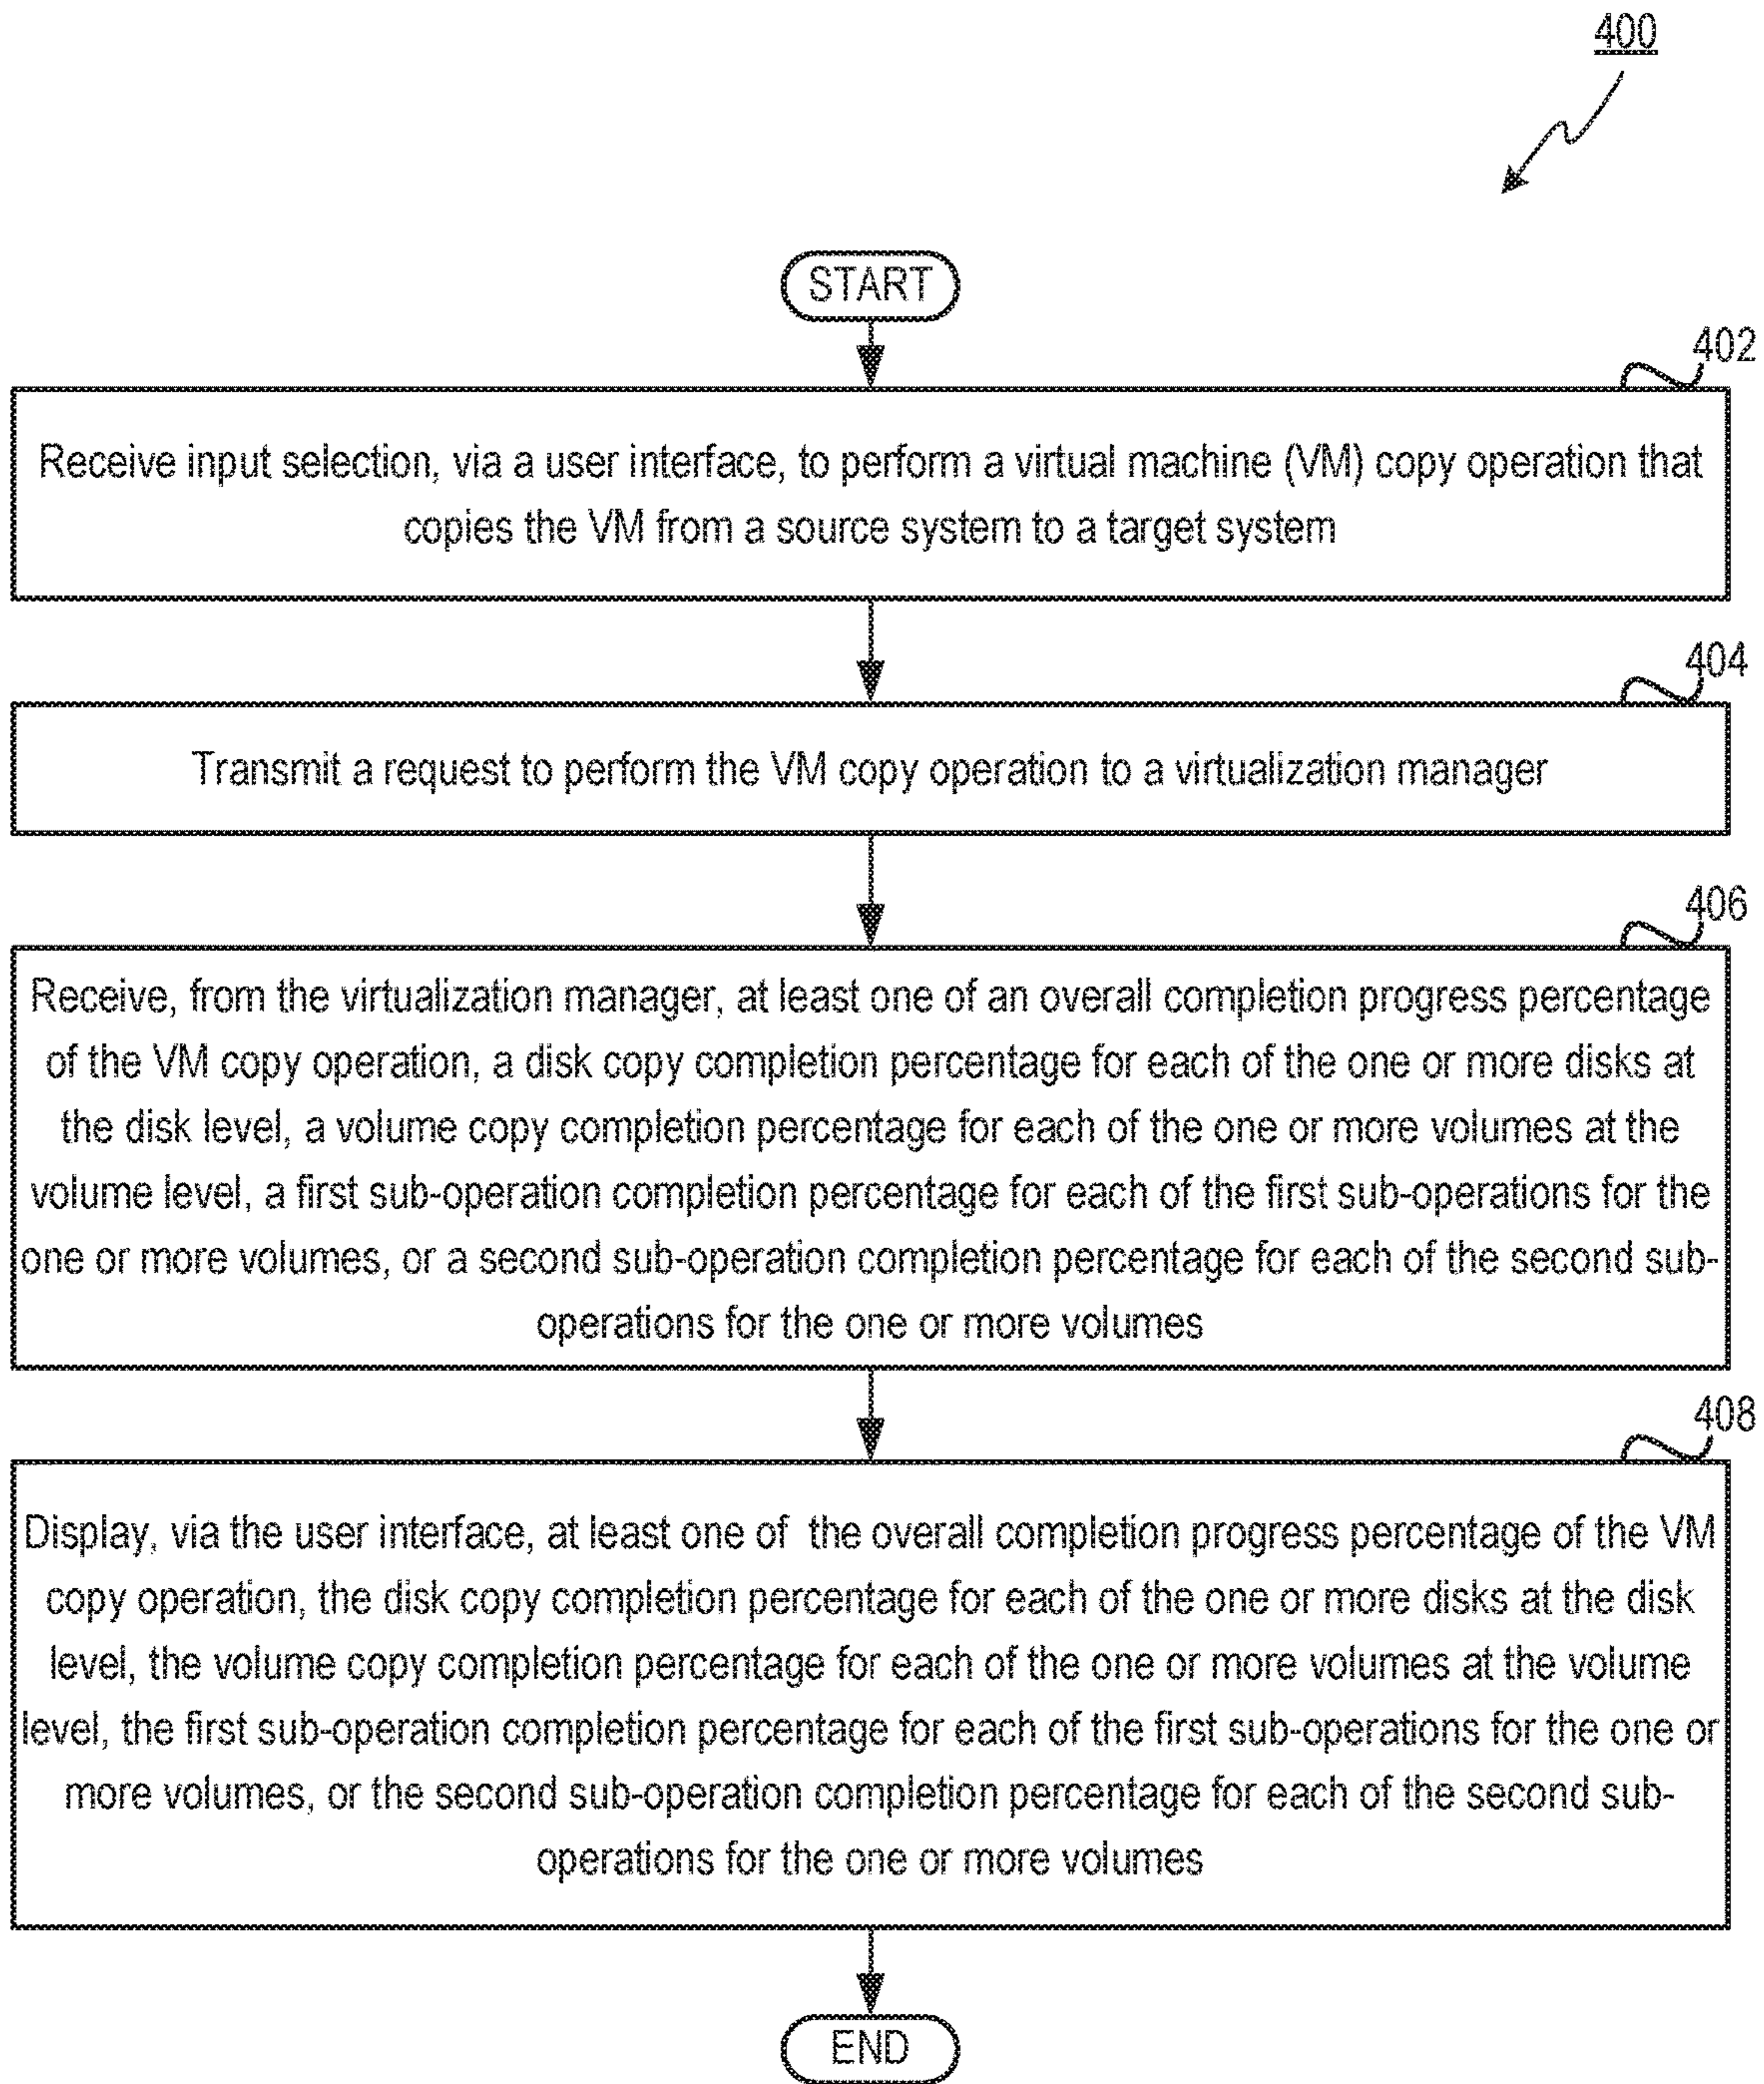 400
START
402
Receive input selection, via a user interface, to perform a virtual machine (VM) copy operation that
copies the VM from a source system to a target system
404
Transmit a request to perform the VM copy operation to a virtualization manager
406
Receive, from the virtualization manager, at least one of an overall completion progress percentage
of the VM copy operation, a disk copy completion percentage for each of the one or more disks at
the disk level, a volume copy completion percentage for each of the one or more volumes at the
volume level, a first sub-operation completion percentage for each of the first sub-operations for the
one or more volumes, or a second sub-operation completion percentage for each of the second sub-
operations for the one or more volumes
408
Display, via the user interface, at least one of the overall completion progress percentage of the VM
copy operation, the disk copy completion percentage for each of the one or more disks at the disk
level, the volume copy completion percentage for each of the one or more volumes at the volume
level, the first sub-operation completion percentage for each of the first sub-operations for the one or
more volumes, or the second sub-operation completion percentage for each of the second sub-
operations for the one or more volumes
END